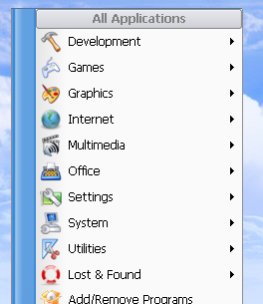 All Applications
Development
Games
Graphics
Internet
Multimedia
Office
Settings
System
Utilities
Lost & Found
Add/Remove Programs